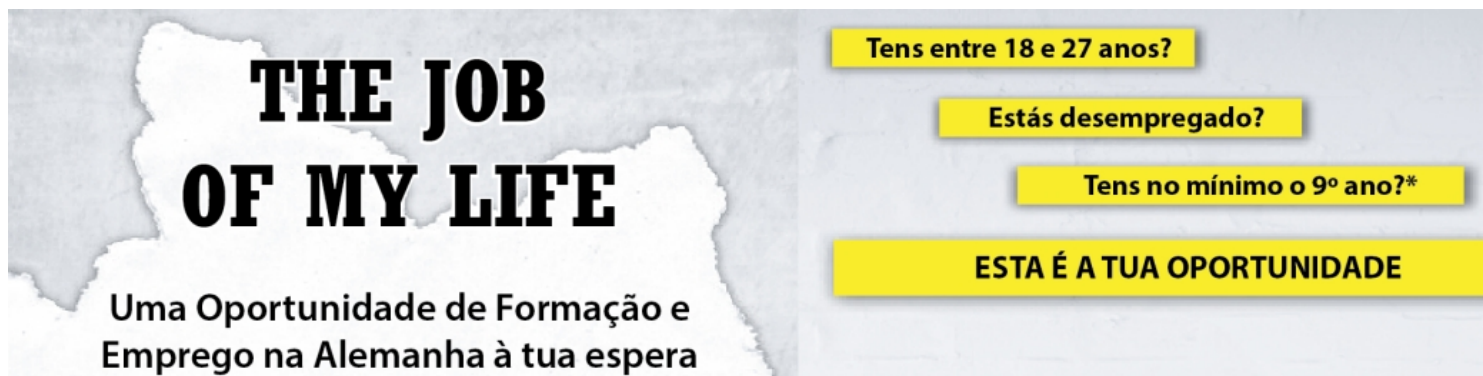 THE JOB
OF MY LIFE
Uma Oportunidade de Formação e
Emprego na Alemanha à tua espera
Tens entre 18 e 27 anos?
Estás desempregado?
Tens no mínimo o 9º ano?*
ESTA É A TUA OPORTUNIDADE